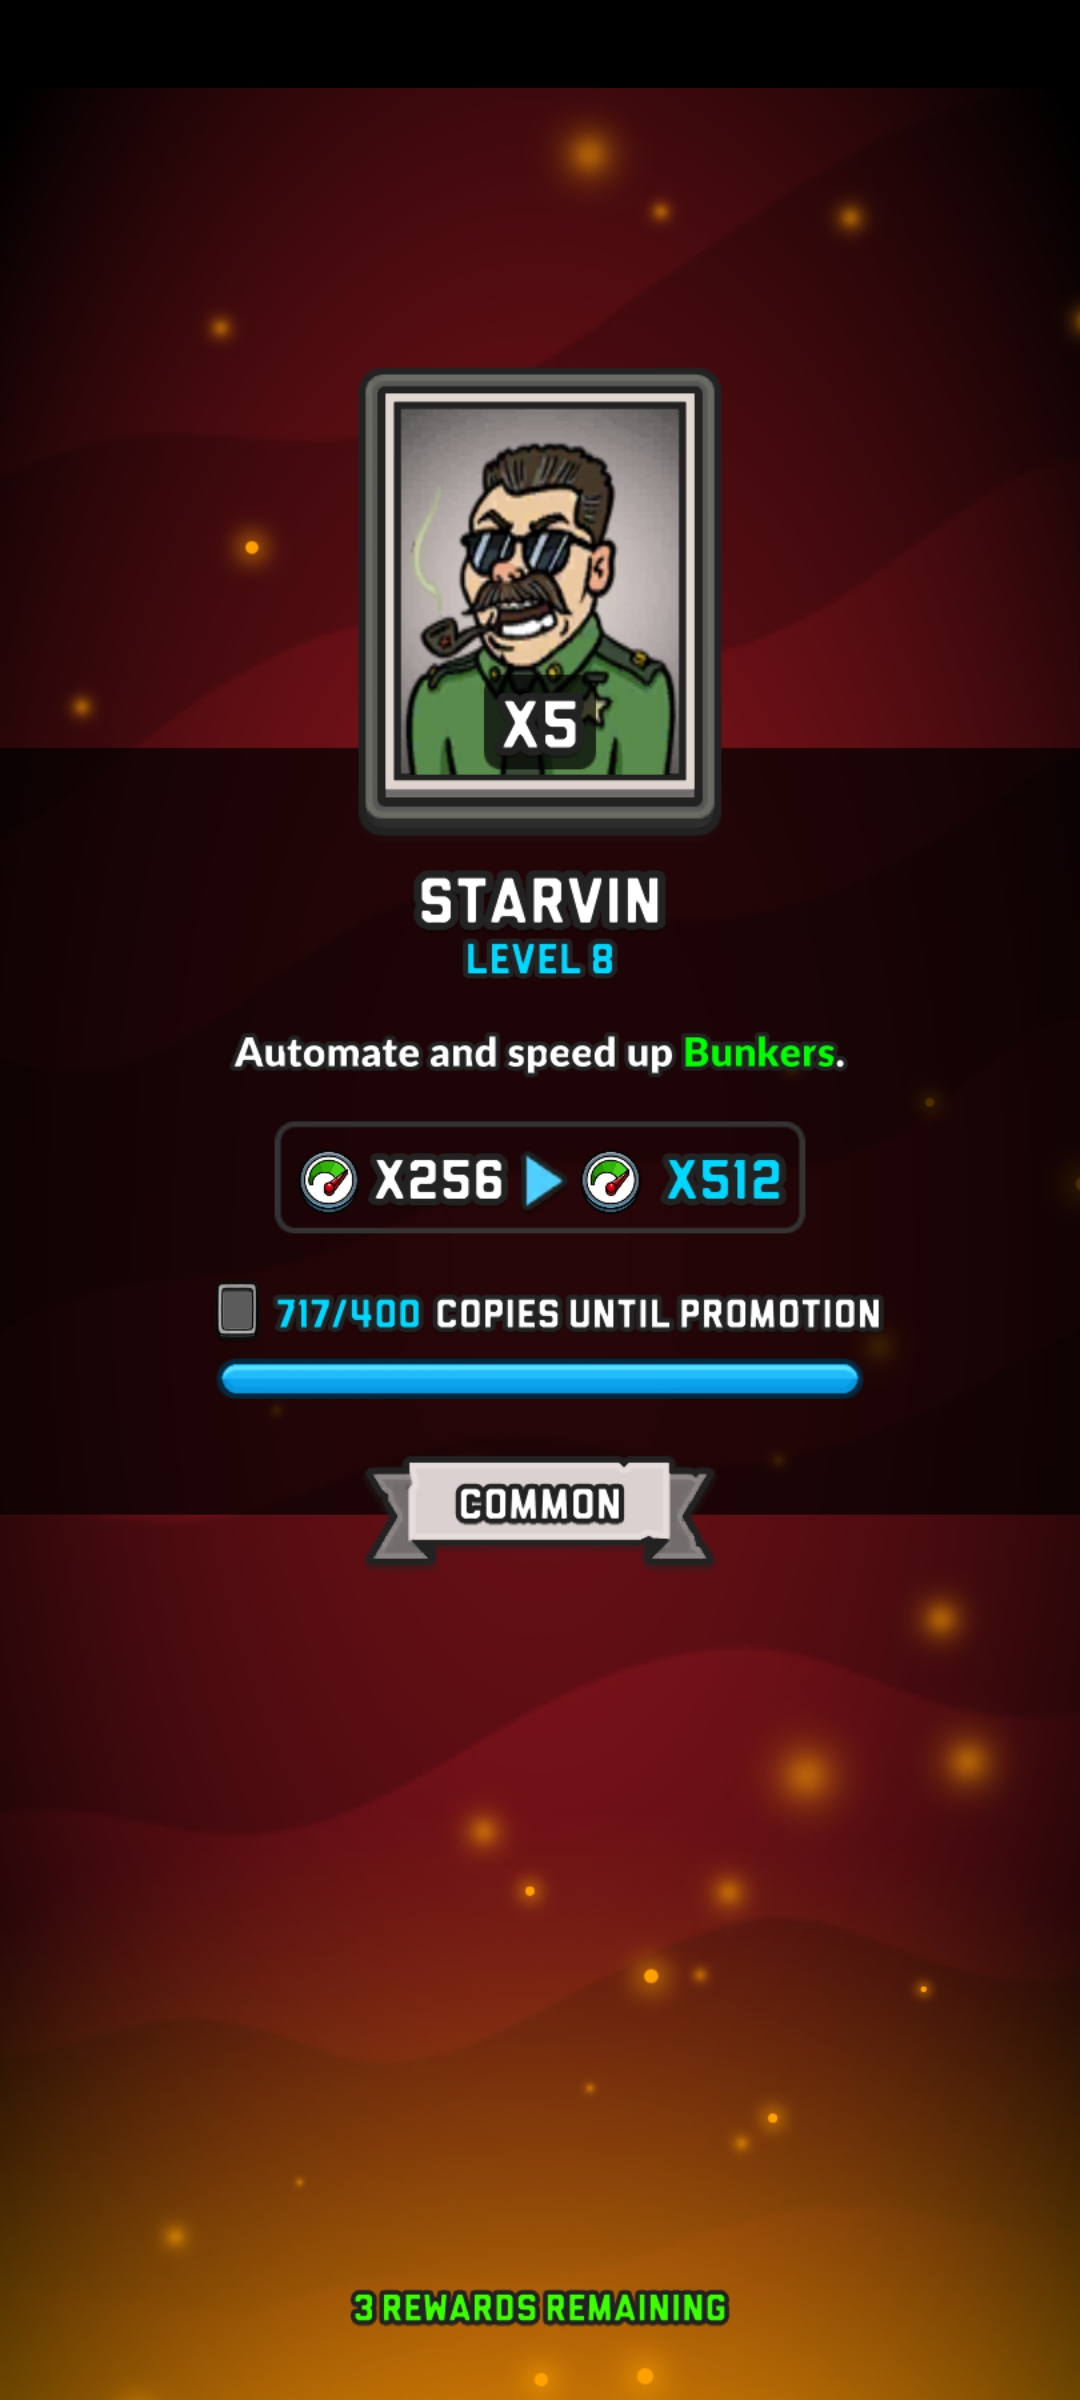 X5
STARVIN
LEVEL 8
Automate and speed up Bunkers.
X256 X512
717/400 COPIES UNTIL PROMOTION
COMMON
3 REWARDS REMAINING